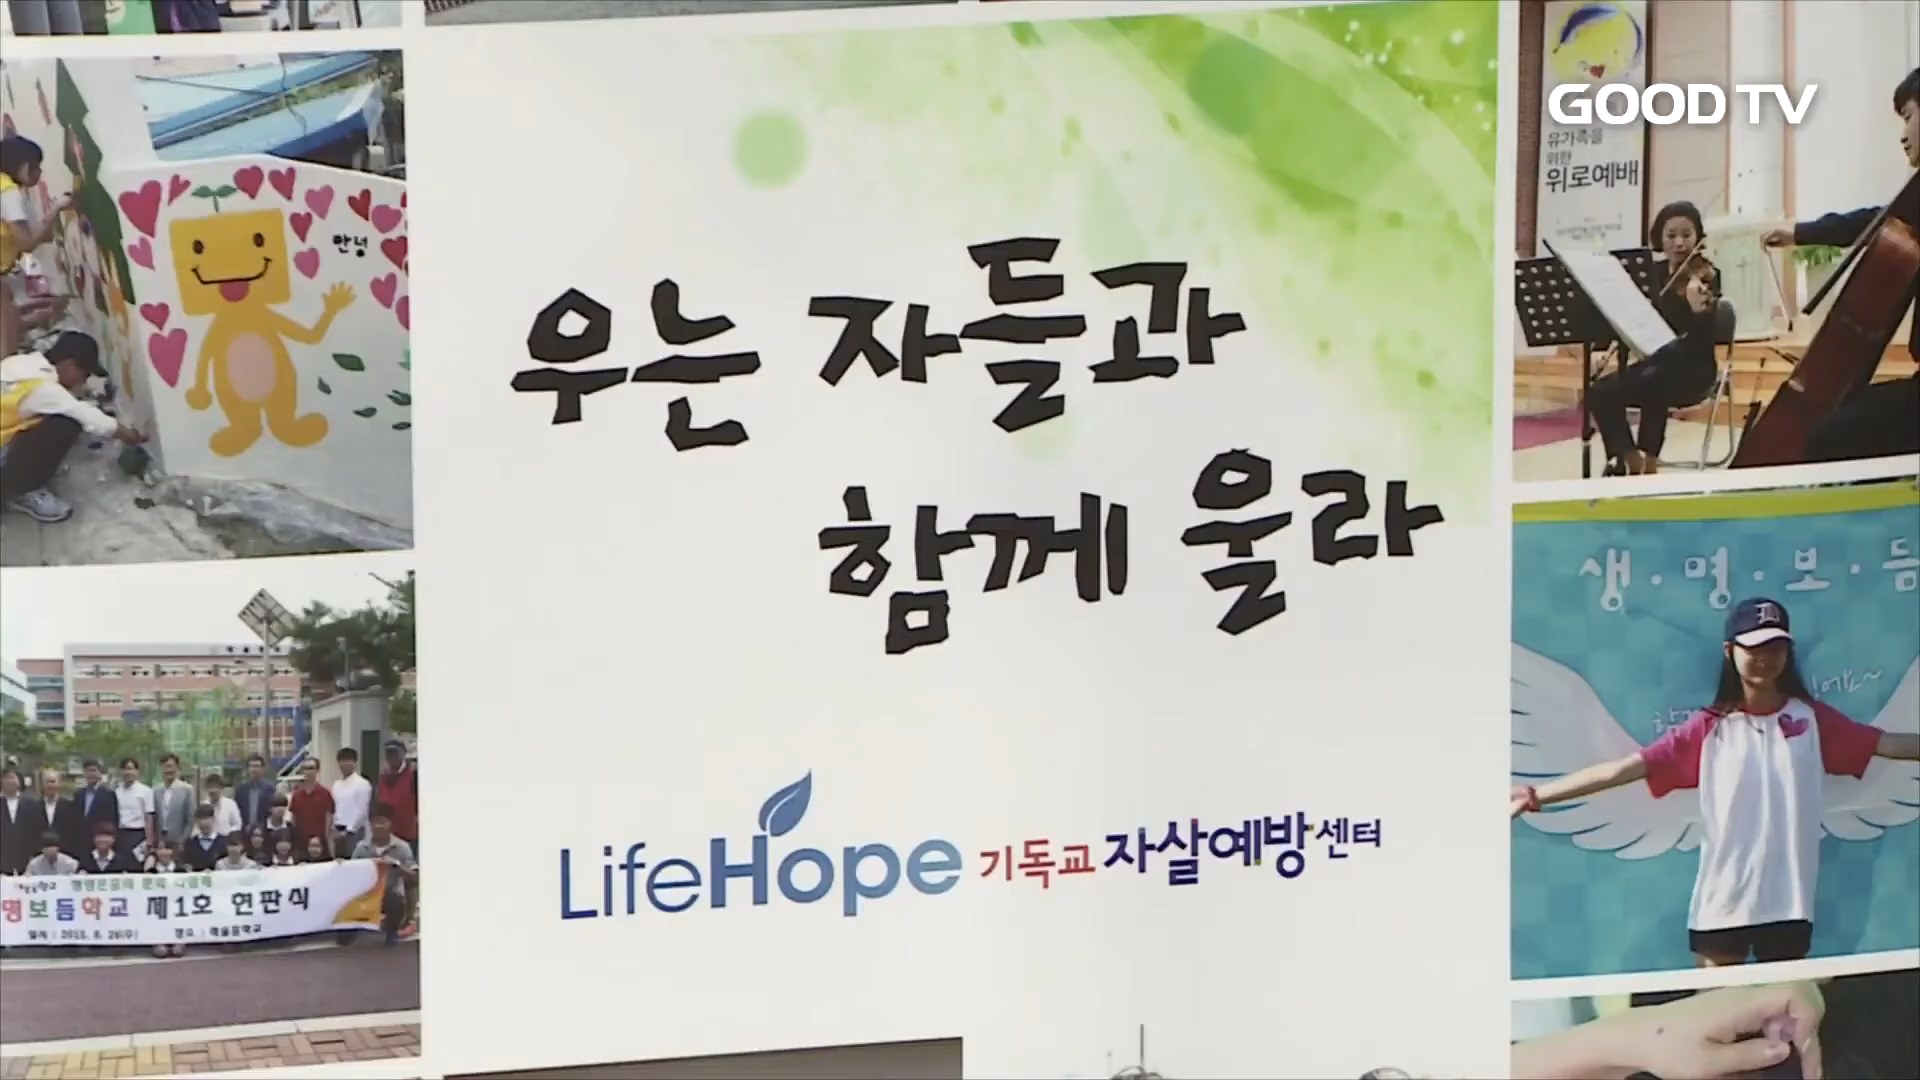 GOOD TV
안녕
유가족을
위한
위로예배
우는 자들과
함께 울라
생·명·보·듬
LifeHope 기독교 자살예방센터
명보듬학교 제1호 현판식